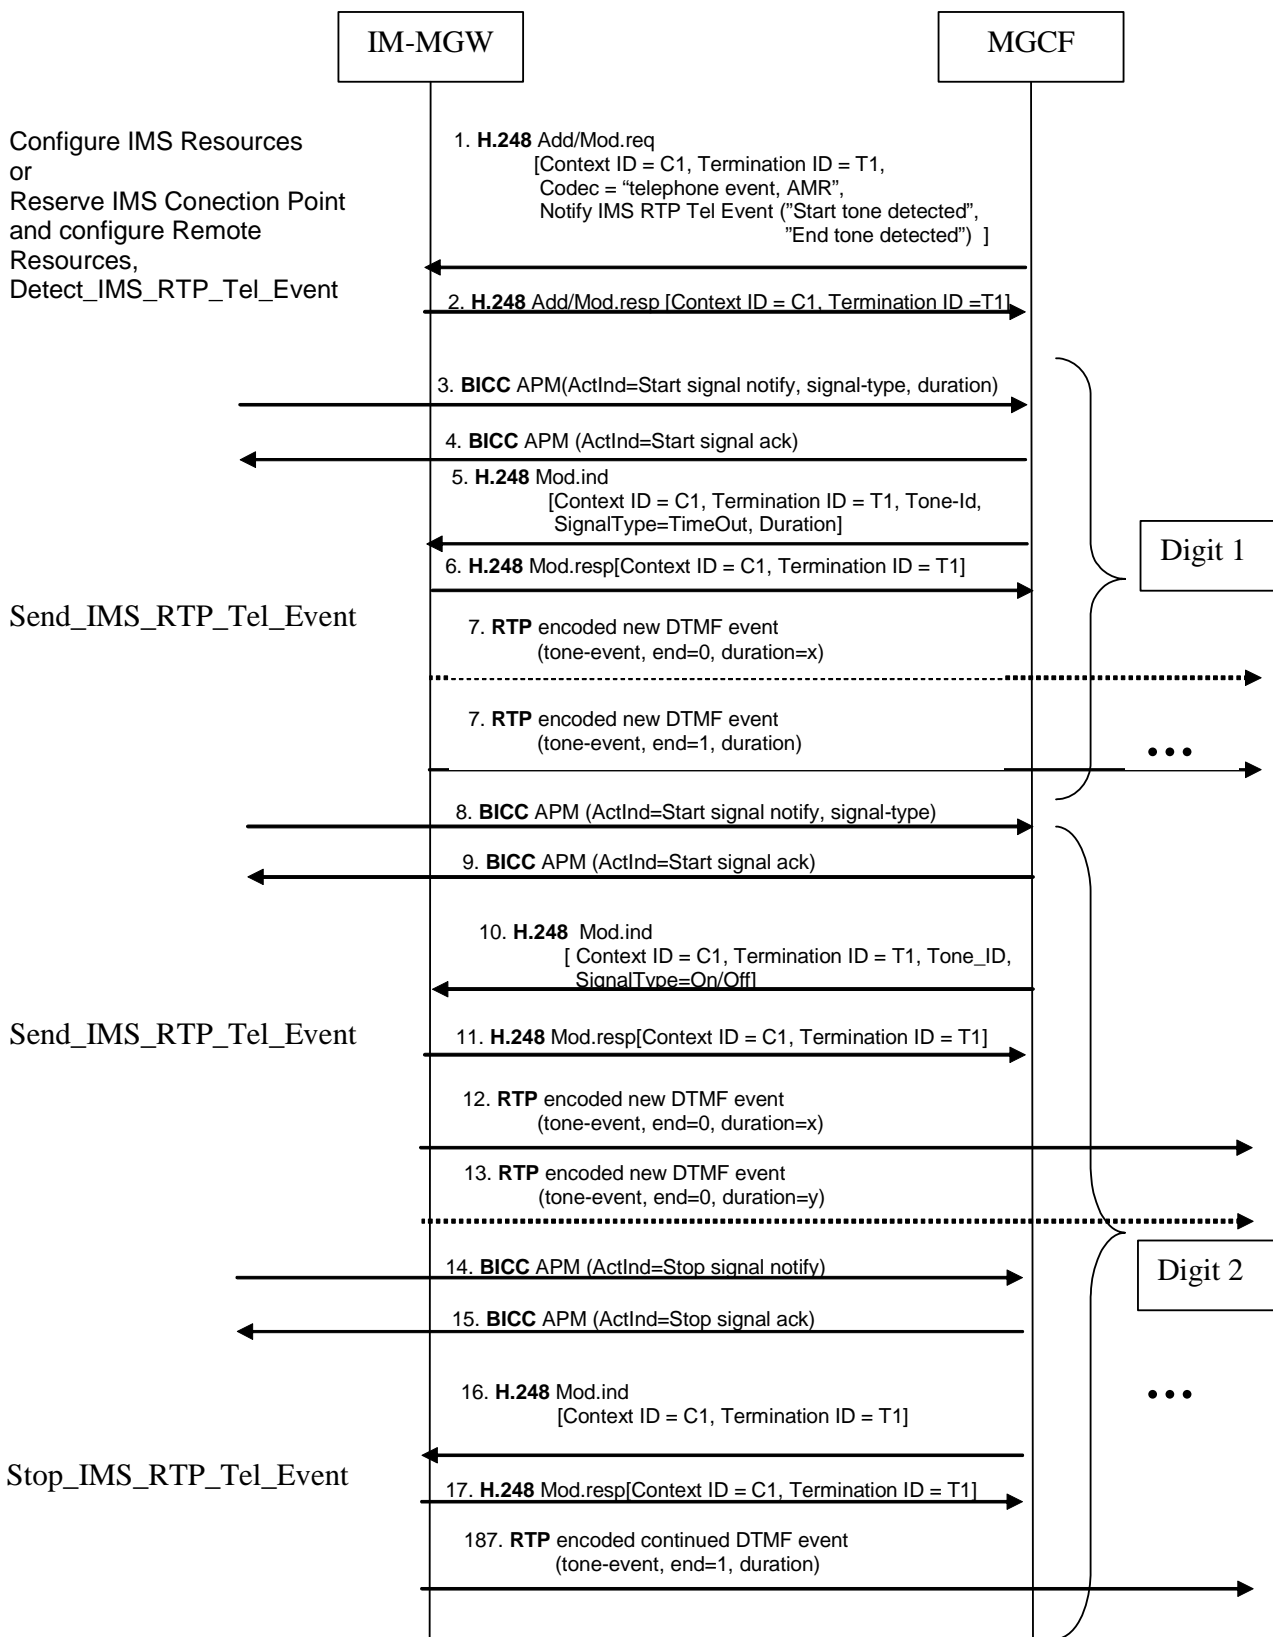 IM-MGW
MGCF
Configure IMS Resources
or
Reserve IMS Conection Point
and configure Remote
Resources,
Detect_IMS_RTP_Tel_Event
1. H.248 Add/Mod.req
[Context ID = C1, Termination ID = T1,
Codec = “telephone event, AMR”,
Notify IMS RTP Tel Event (”Start tone detected”,
”End tone detected”) ]
2. H.248 Add/Mod.resp [Context ID = C1, Termination ID =T1]
3. BICC APM(ActInd=Start signal notify, signal-type, duration)
4. BICC APM (ActInd=Start signal ack)
5. H.248 Mod.ind
[Context ID = C1, Termination ID = T1, Tone-Id,
SignalType=TimeOut, Duration]
Digit 1
6. H.248 Mod.resp[Context ID = C1, Termination ID = T1]
Send_IMS_RTP_Tel_Event
7. RTP encoded new DTMF event
(tone-event, end=0, duration=x)
7. RTP encoded new DTMF event
(tone-event, end=1, duration)
...
8. BICC APM (ActInd=Start signal notify, signal-type)
9. BICC APM (ActInd=Start signal ack)
10. H.248 Mod.ind
[ Context ID = C1, Termination ID = T1, Tone_ID,
SignalType=On/Off]
Send_IMS_RTP_Tel_Event
11. H.248 Mod.resp[Context ID = C1, Termination ID = T1]
12. RTP encoded new DTMF event
(tone-event, end=0, duration=x)
13. RTP encoded new DTMF event
(tone-event, end=0, duration=y)
14. BICC APM (ActInd=Stop signal notify)
Digit 2
15. BICC APM (ActInd=Stop signal ack)
16. H.248 Mod.ind
[Context ID = C1, Termination ID = T1]
...
Stop_IMS_RTP_Tel_Event
17. H.248 Mod.resp[Context ID = C1, Termination ID = T1]
187. RTP encoded continued DTMF event
(tone-event, end=1, duration)